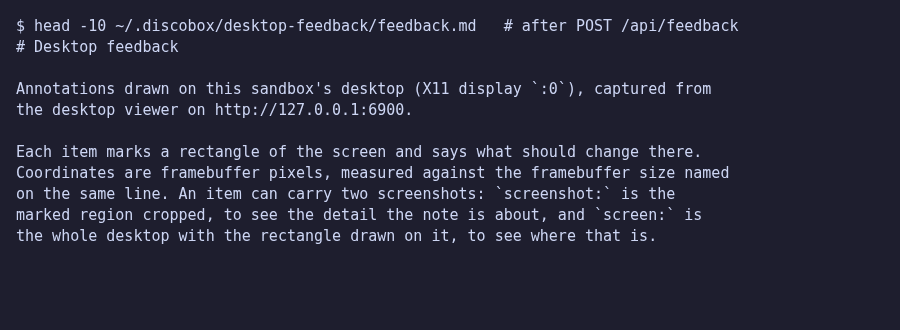 $ head -10 ~/.discobox/desktop-feedback/feedback.md   # after POST /api/feedback
# Desktop feedback

Annotations drawn on this sandbox's desktop (X11 display `:0`), captured from
the desktop viewer on http://127.0.0.1:6900.

Each item marks a rectangle of the screen and says what should change there.
Coordinates are framebuffer pixels, measured against the framebuffer size named
on the same line. An item can carry two screenshots: `screenshot:` is the
marked region cropped, to see the detail the note is about, and `screen:` is
the whole desktop with the rectangle drawn on it, to see where that is.